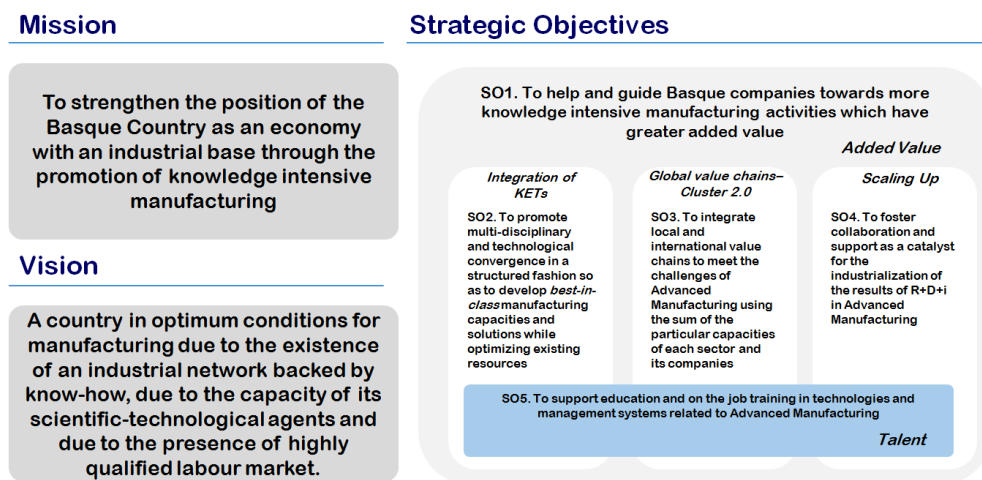 Mission
To strengthen the position of the
Basque Country as an economy
with an industrial base through the
promotion of knowledge intensive
manufacturing
Vision
A country in optimum conditions for
manufacturing due to the existence
of an industrial network backed by
know-how, due to the capacity of its
scientific-technological agents and
due to the presence of highly
qualified labour market.
Strategic Objectives
SO1. To help and guide Basque companies towards more
knowledge intensive manufacturing activities which have
greater added value
Added Value
Integration of
KETs
SO2. To promote
multi-disciplinary
and technological
convergence in a
structured fashion so
as to develop best-in-
class manufacturing
capacities and
solutions while
optimizing existing
resources
Global value chains–
Cluster 2.0
SO3. To integrate
local and
international value
chains to meet the
challenges of
Advanced
Manufacturing using
the sum of the
particular capacities
of each sector and
its companies
Scaling Up
SO4. To foster
collaboration and
support as a catalyst
for the
industrialization of
the results of R+D+i
in Advanced
Manufacturing
SO5. To support education and on the job training in technologies and
management systems related to Advanced Manufacturing
Talent